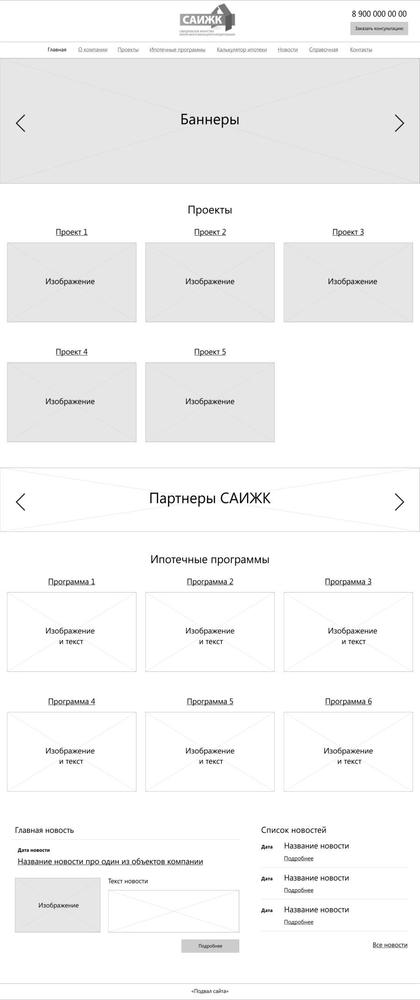 САИЖК
СВЕРДЛОВСКОЕ АГЕНТСТВО
ИПОТЕЧНОГО ЖИЛИЩНОГО КРЕДИТОВАНИЯ
8 900 000 00 00
Заказать консультацию
Главная О компании Проекты Ипотечные программы Калькулятор ипотеки Новости Справочная Контакты
Баннеры
Проекты
Проект 1 Проект 2 Проект 3
Изображение Изображение Изображение
Проект 4 Проект 5
Изображение Изображение
Партнеры САИЖК
Ипотечные программы
Программа 1 Программа 2 Программа 3
Изображение Изображение Изображение
и текст и текст и текст
Программа 4 Программа 5 Программа 6
Изображение Изображение Изображение
и текст и текст и текст
Главная новость
Дата новости
Название новости про один из объектов компании
Изображение
Текст новости
Подробнее
Список новостей
Дата Название новости
Подробнее
Дата Название новости
Подробнее
Дата Название новости
Подробнее
Все новости
«Подвал сайта»